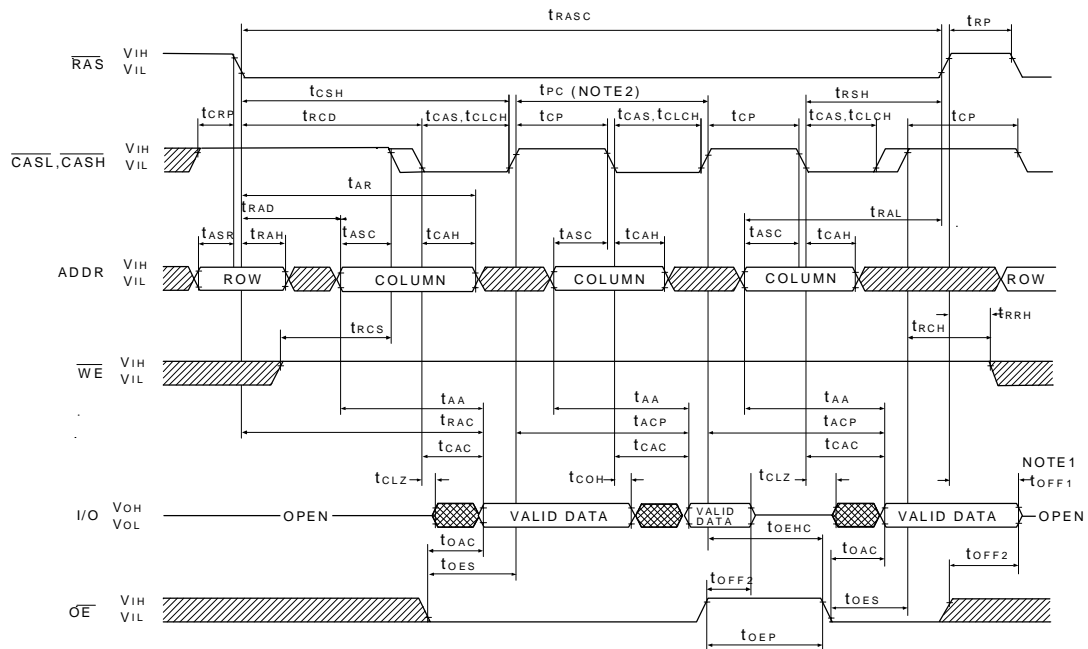 tRASC
tRP
RAS VIH
VIL
tCSH
tPC (NOTE2)
tRSH
tCRP
tRCD
tCAS,tCLCH
tCP
tCAS,tCLCH
tCP
tCAS,tCLCH
tCP
CASL,CASH VIH
VIL
tAR
tRAD
tRAL
tASR
tRAH
tASC
tCAH
tASC
tCAH
tASC
tCAH
ADDR VIH
VIL
ROW
COLUMN
COLUMN
COLUMN
ROW
tRCS
tRCH
tRRH
WE VIH
VIL
tAA
tAA
tAA
tRAC
tACP
tACP
tCAC
tCAC
tCAC
tCLZ
tCOH
tCLZ
NOTE1
tOFF1
I/O VOH
VOL
OPEN
VALID DATA
VALID
DATA
VALID DATA
OPEN
tOEHC
tOAC
tOAC
tOES
tOFF2
tOFF2
tOES
OE VIH
VIL
tOEP